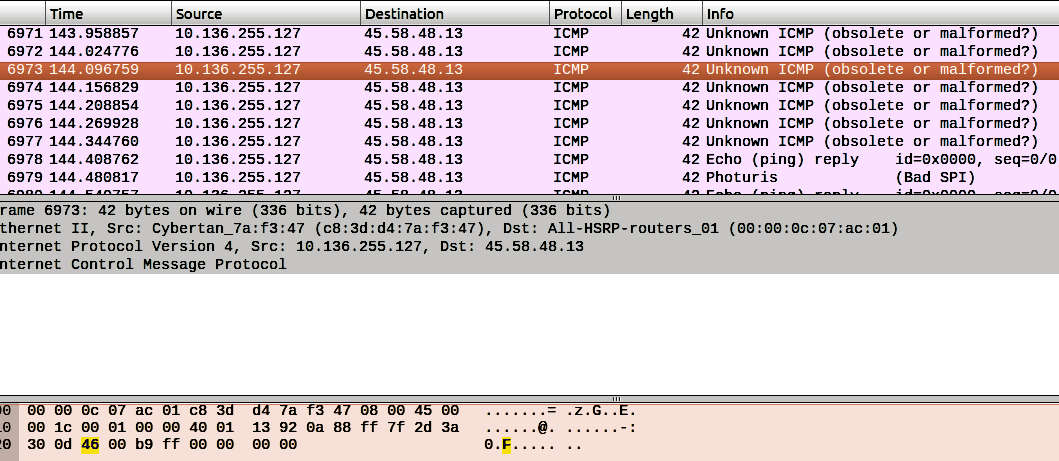 Time Source Destination Protocol Length Info
6971 143.958857 10.136.255.127 45.58.48.13 ICMP 42 Unknown ICMP (obsolete or malformed?)
6972 144.024776 10.136.255.127 45.58.48.13 ICMP 42 Unknown ICMP (obsolete or malformed?)
6973 144.096759 10.136.255.127 45.58.48.13 ICMP 42 Unknown ICMP (obsolete or malformed?)
6974 144.156829 10.136.255.127 45.58.48.13 ICMP 42 Unknown ICMP (obsolete or malformed?)
6975 144.208854 10.136.255.127 45.58.48.13 ICMP 42 Unknown ICMP (obsolete or malformed?)
6976 144.269928 10.136.255.127 45.58.48.13 ICMP 42 Unknown ICMP (obsolete or malformed?)
6977 144.344760 10.136.255.127 45.58.48.13 ICMP 42 Unknown ICMP (obsolete or malformed?)
6978 144.408762 10.136.255.127 45.58.48.13 ICMP 42 Echo (ping) reply id=0x0000, seq=0/0
6979 144.480817 10.136.255.127 45.58.48.13 ICMP 42 Photuris (Bad SPI)
rame 6973: 42 bytes on wire (336 bits), 42 bytes captured (336 bits)
thernet II, Src: Cybertan_7a:f3:47 (c8:3d:d4:7a:f3:47), Dst: All-HSRP-routers_01 (00:00:0c:07:ac:01)
nternet Protocol Version 4, Src: 10.136.255.127, Dst: 45.58.48.13
nternet Control Message Protocol
00 00 00 0c 07 ac 01 c8 3d d4 7a f3 47 08 00 45 00 .......= .z.G..E.
10 00 1c 00 01 00 00 40 01 13 92 0a 88 ff 7f 2d 3a ......@. ......-:
20 30 0d 46 00 b9 ff 00 00 00 00 0.F..... ..